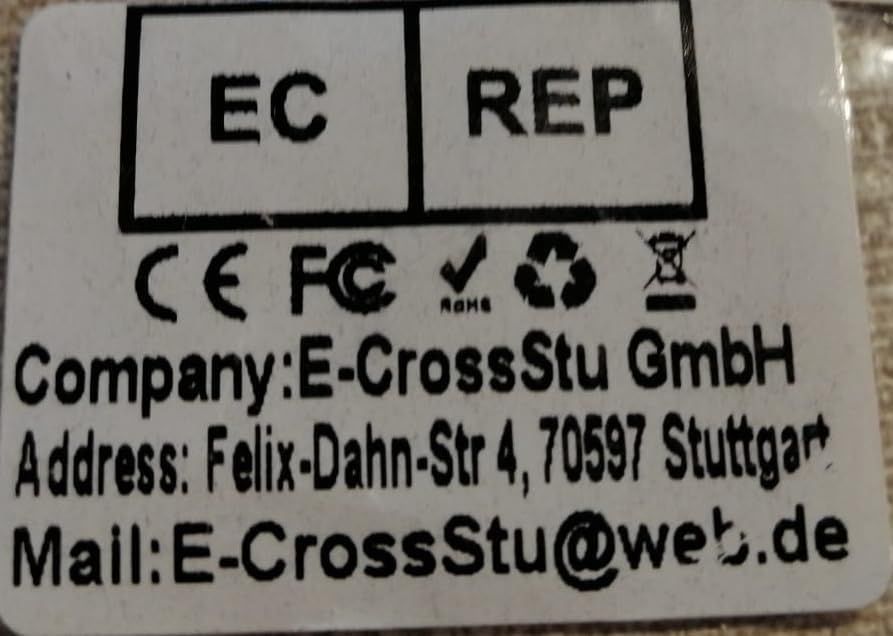 EC REP
CE FC RoHS
Company:E-CrossStu GmbH
Address: Felix-Dahn-Str 4, 70597 Stuttgart
Mail:E-CrossStu@web.de